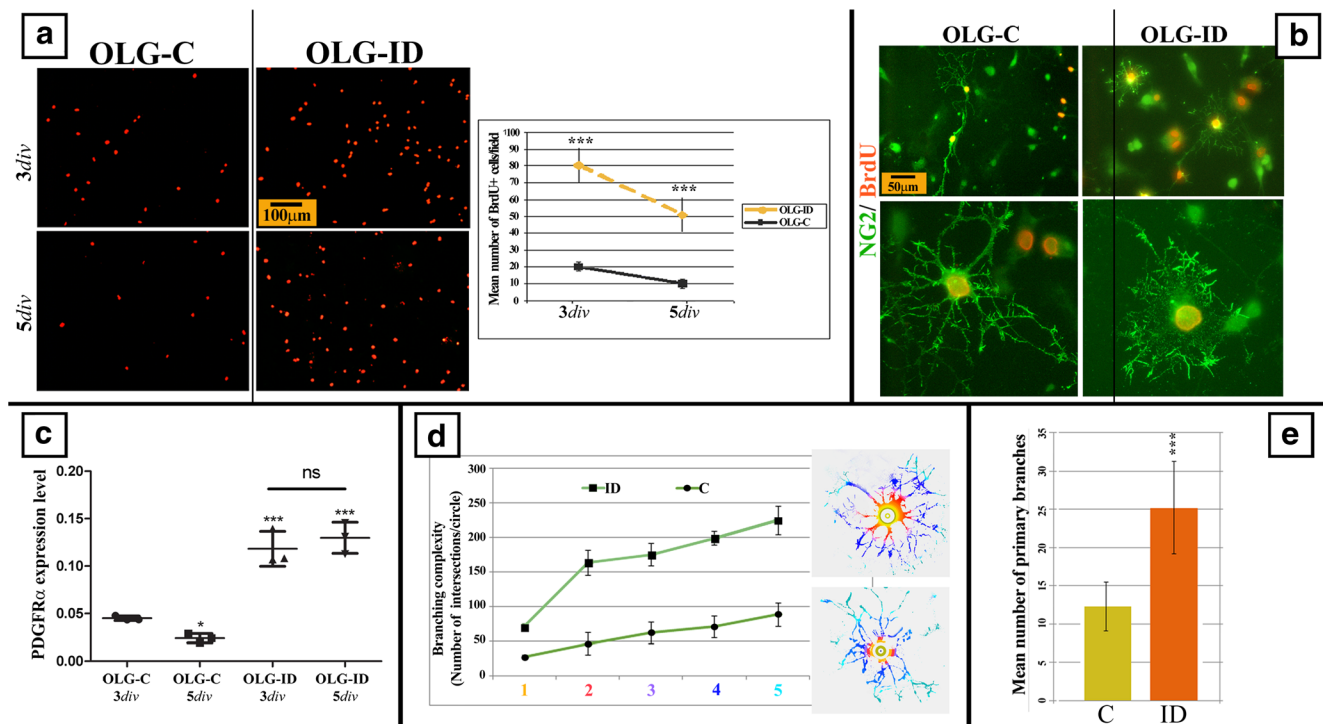 a
OLG-C
OLG-ID
3div
5div
100μm
Mean number of BrdU+ cells/field
100
90
80
70
60
50
40
30
20
10
0
***
***
3div
5div
OLG-ID
OLG-C
b
OLG-C
OLG-ID
NG2/ BrdU
50μm
c
PDGFRα expression level
0.20
0.15
0.10
0.05
0.00
*
***
***
ns
OLG-C
3div
OLG-C
5div
OLG-ID
3div
OLG-ID
5div
d
Branching complexity
(Number of intersections/circle)
300
250
200
150
100
50
0
ID
C
1 2 3 4 5
e
Mean number of primary branches
35
30
25
20
15
10
5
0
***
C ID